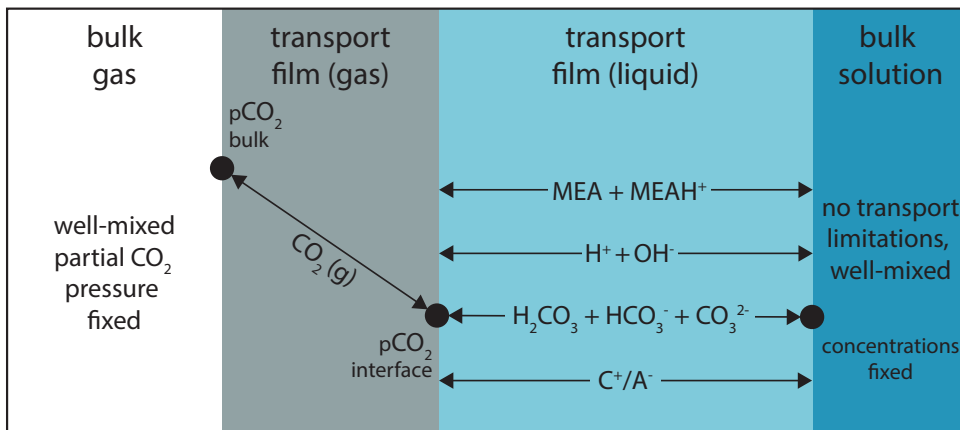 bulk
gas
transport
film (gas)
transport
film (liquid)
bulk
solution
pCO₂
bulk
well-mixed
partial CO₂
pressure
fixed
CO₂ (g)
pCO₂
interface
MEA + MEAH⁺
H⁺ + OH⁻
H₂CO₃ + HCO₃⁻ + CO₃²⁻
C⁺/A⁻
no transport
limitations,
well-mixed
concentrations
fixed